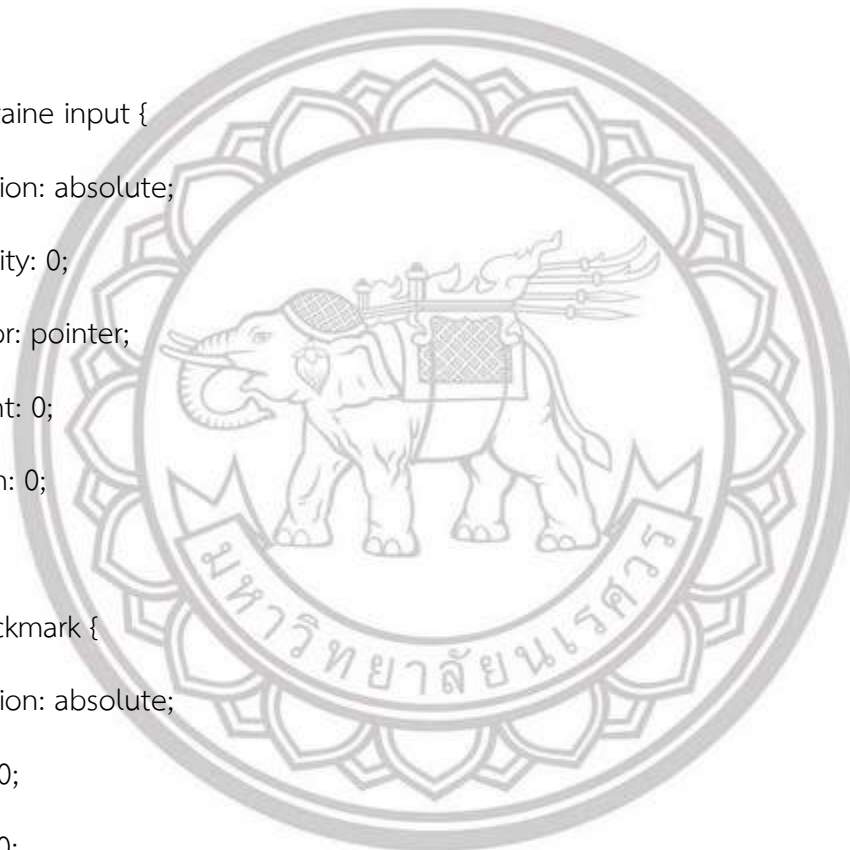 aine input {
ion: absolute;
ity: 0;
or: pointer;
nt: 0;
n: 0;
ckmark {
ion: absolute;
0;
0;
มหาวิทยาลัยนเรศวร